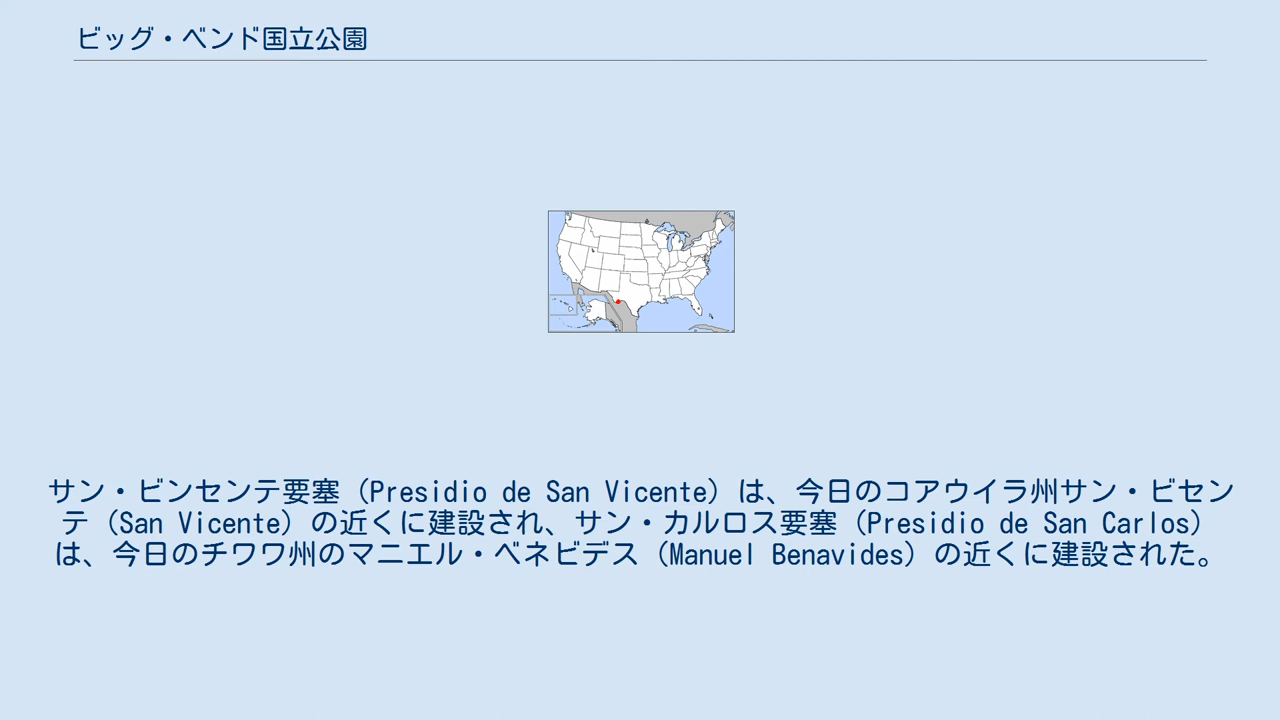 ビッグ・ベンド国立公園
サン・ビンセンテ要塞（Presidio de San Vicente）は、今日のコアウイラ州サン・ビセン
テ（San Vicente）の近くに建設され、サン・カルロス要塞（Presidio de San Carlos）
は、今日のチワワ州のマニエル・ベネビデス（Manuel Benavides）の近くに建設された。